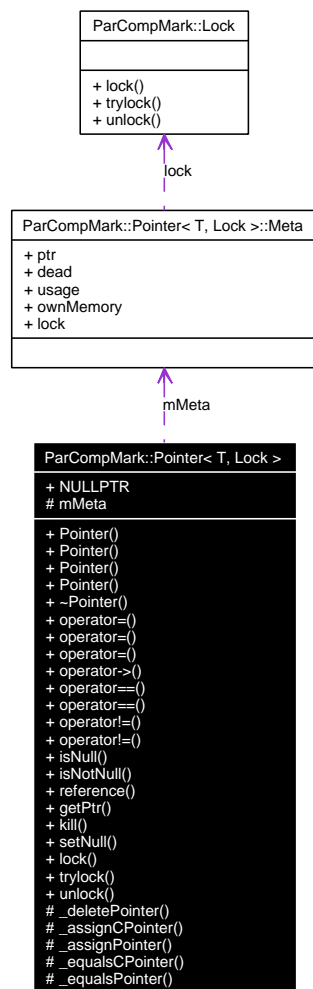 ParCompMark::Lock
+ lock()
+ trylock()
+ unlock()
lock
ParCompMark::Pointer< T, Lock >::Meta
+ ptr
+ dead
+ usage
+ ownMemory
+ lock
mMeta
ParCompMark::Pointer< T, Lock >
+ NULLPTR
# mMeta
+ Pointer()
+ Pointer()
+ Pointer()
+ Pointer()
+ ~Pointer()
+ operator=()
+ operator=()
+ operator=()
+ operator->()
+ operator==()
+ operator==()
+ operator!=()
+ operator!=()
+ isNull()
+ isNotNull()
+ reference()
+ getPtr()
+ kill()
+ setNull()
+ lock()
+ trylock()
+ unlock()
# _deletePointer()
# _assignCPointer()
# _assignPointer()
# _equalsCPointer()
# _equalsPointer()